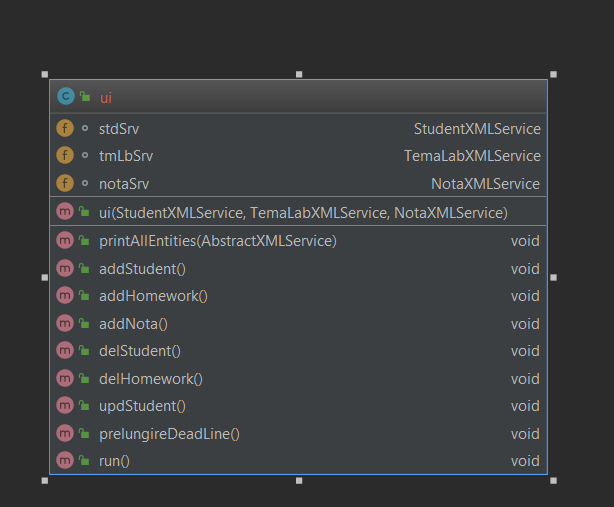 ui
stdSrv StudentXMLService
tmLbSrv TemaLabXMLService
notaSrv NotaXMLService
ui(StudentXMLService, TemaLabXMLService, NotaXMLService)
printAllEntities(AbstractXMLService) void
addStudent() void
addHomework() void
addNota() void
delStudent() void
delHomework() void
updStudent() void
prelungireDeadLine() void
run() void